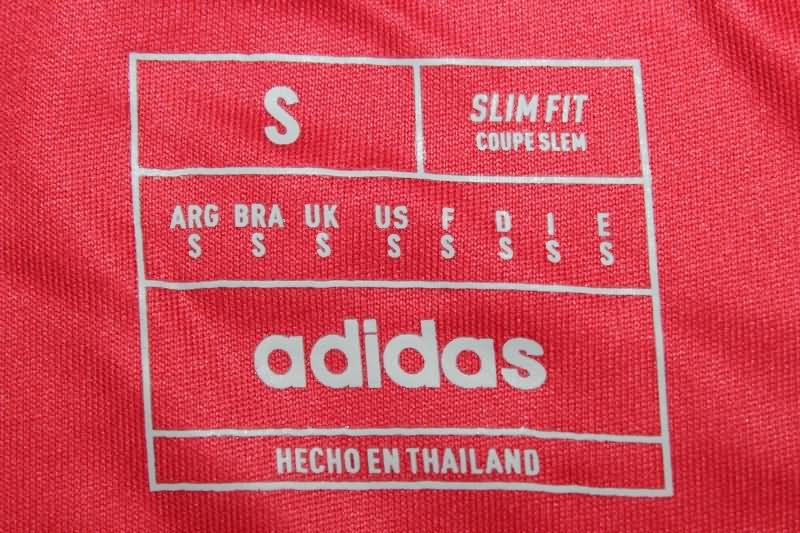 S
SLIM FIT
COUPE SLEM
ARG BRA UK US F D I E
S S S S S S S S
adidas
HECHO EN THAILAND